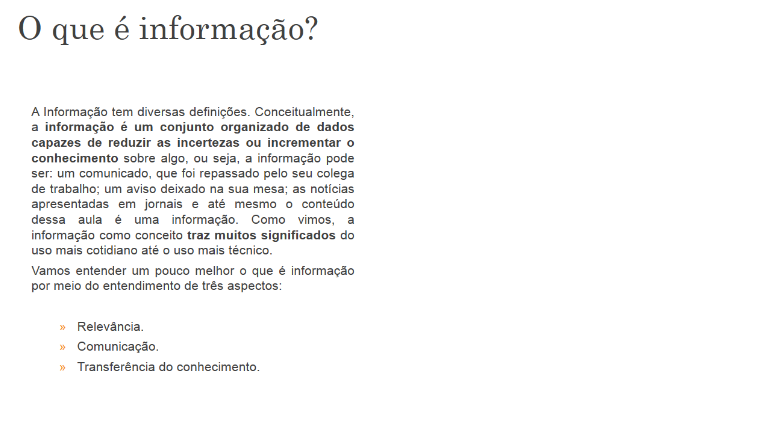 O que é informação?
A Informação tem diversas definições. Conceitualmente,
a informação é um conjunto organizado de dados
capazes de reduzir as incertezas ou incrementar o
conhecimento sobre algo, ou seja, a informação pode
ser: um comunicado, que foi repassado pelo seu colega
de trabalho; um aviso deixado na sua mesa; as notícias
apresentadas em jornais e até mesmo o conteúdo
dessa aula é uma informação. Como vimos, a
informação como conceito traz muitos significados do
uso mais cotidiano até o uso mais técnico.
Vamos entender um pouco melhor o que é informação
por meio do entendimento de três aspectos:
» Relevância.
» Comunicação.
» Transferência do conhecimento.